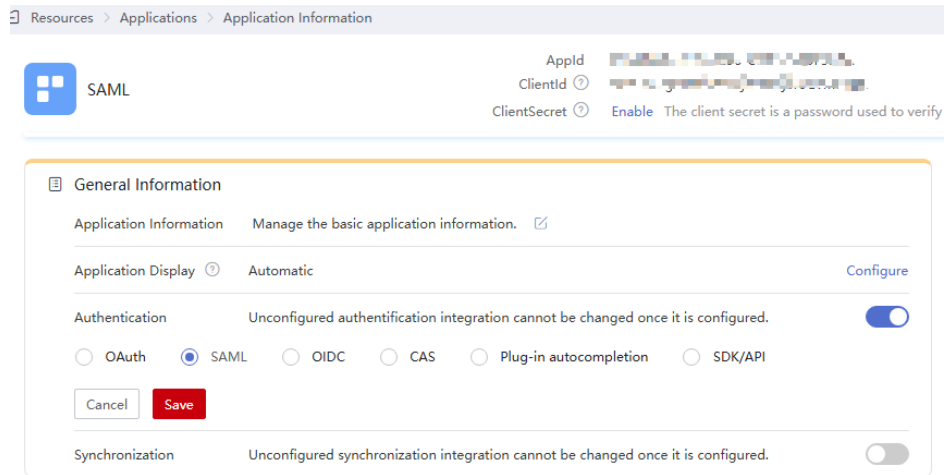 Resources > Applications > Application Information
SAML
AppId
ClientId
ClientSecret Enable The client secret is a password used to verify
General Information
Application Information Manage the basic application information.
Application Display Automatic Configure
Authentication Unconfigured authentification integration cannot be changed once it is configured.
OAuth SAML OIDC CAS Plug-in autocompletion SDK/API
Cancel Save
Synchronization Unconfigured synchronization integration cannot be changed once it is configured.